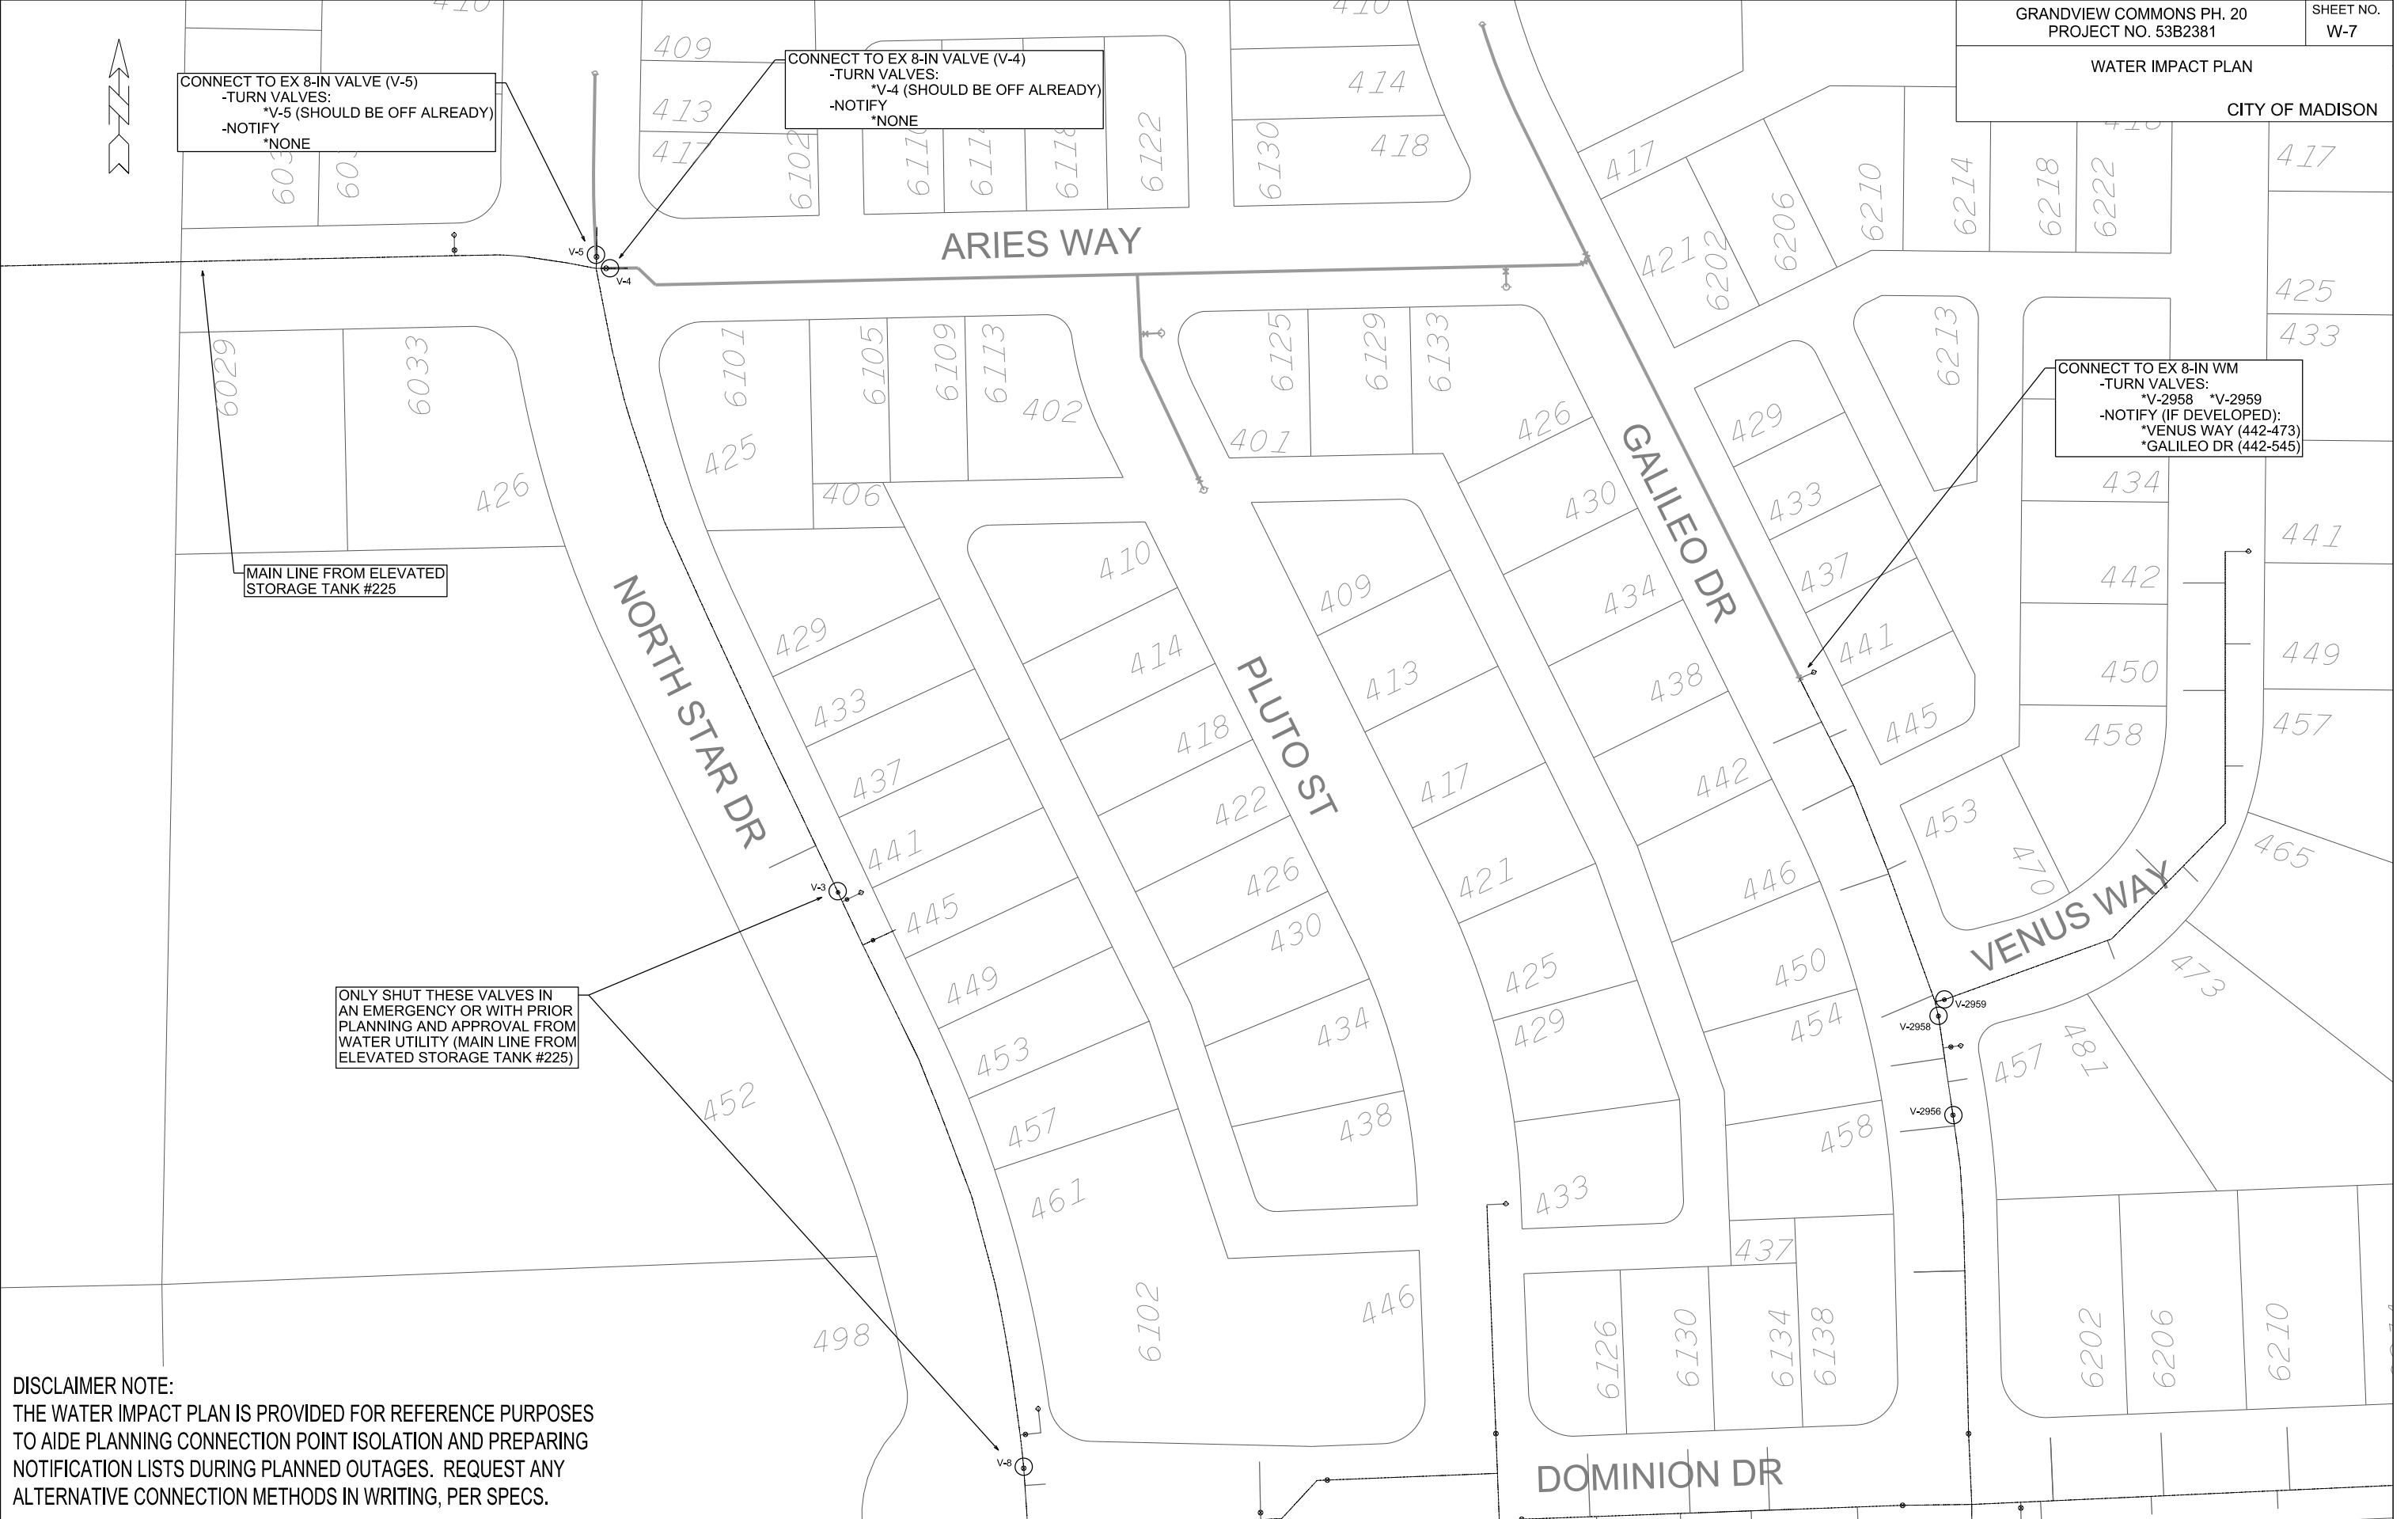 GRANDVIEW COMMONS PH. 20
PROJECT NO. 53B2381
SHEET NO.
W-7
WATER IMPACT PLAN
CITY OF MADISON
CONNECT TO EX 8-IN VALVE (V-5)
-TURN VALVES:
*V-5 (SHOULD BE OFF ALREADY)
-NOTIFY
*NONE
CONNECT TO EX 8-IN VALVE (V-4)
-TURN VALVES:
*V-4 (SHOULD BE OFF ALREADY)
-NOTIFY
*NONE
409
413
6102
6118
6122
6130
414
418
417
421
6202
6206
6210
6214
6218
6222
417
425
433
N
V-5
V-4
ARIES WAY
6029
6033
426
6101
425
6105
6109
6113
402
406
6125
6129
6133
401
426
430
434
438
442
446
450
454
458
GALILEO DR
429
433
437
441
445
6213
CONNECT TO EX 8-IN WM
-TURN VALVES:
*V-2958 *V-2959
-NOTIFY (IF DEVELOPED):
*VENUS WAY (442-473)
*GALILEO DR (442-545)
434
442
450
458
441
449
457
465
453
470
473
481
457
VENUS WAY
V-2959
V-2958
V-2956
MAIN LINE FROM ELEVATED
STORAGE TANK #225
NORTH STAR DR
429
433
437
441
445
449
453
457
461
V-3
410
414
418
422
426
430
434
438
PLUTO ST
409
413
417
421
425
429
433
437
ONLY SHUT THESE VALVES IN
AN EMERGENCY OR WITH PRIOR
PLANNING AND APPROVAL FROM
WATER UTILITY (MAIN LINE FROM
ELEVATED STORAGE TANK #225)
452
498
6102
446
6126
6130
6134
6138
6202
6206
6210
V-8
DOMINION DR
DISCLAIMER NOTE:
THE WATER IMPACT PLAN IS PROVIDED FOR REFERENCE PURPOSES
TO AIDE PLANNING CONNECTION POINT ISOLATION AND PREPARING
NOTIFICATION LISTS DURING PLANNED OUTAGES. REQUEST ANY
ALTERNATIVE CONNECTION METHODS IN WRITING, PER SPECS.